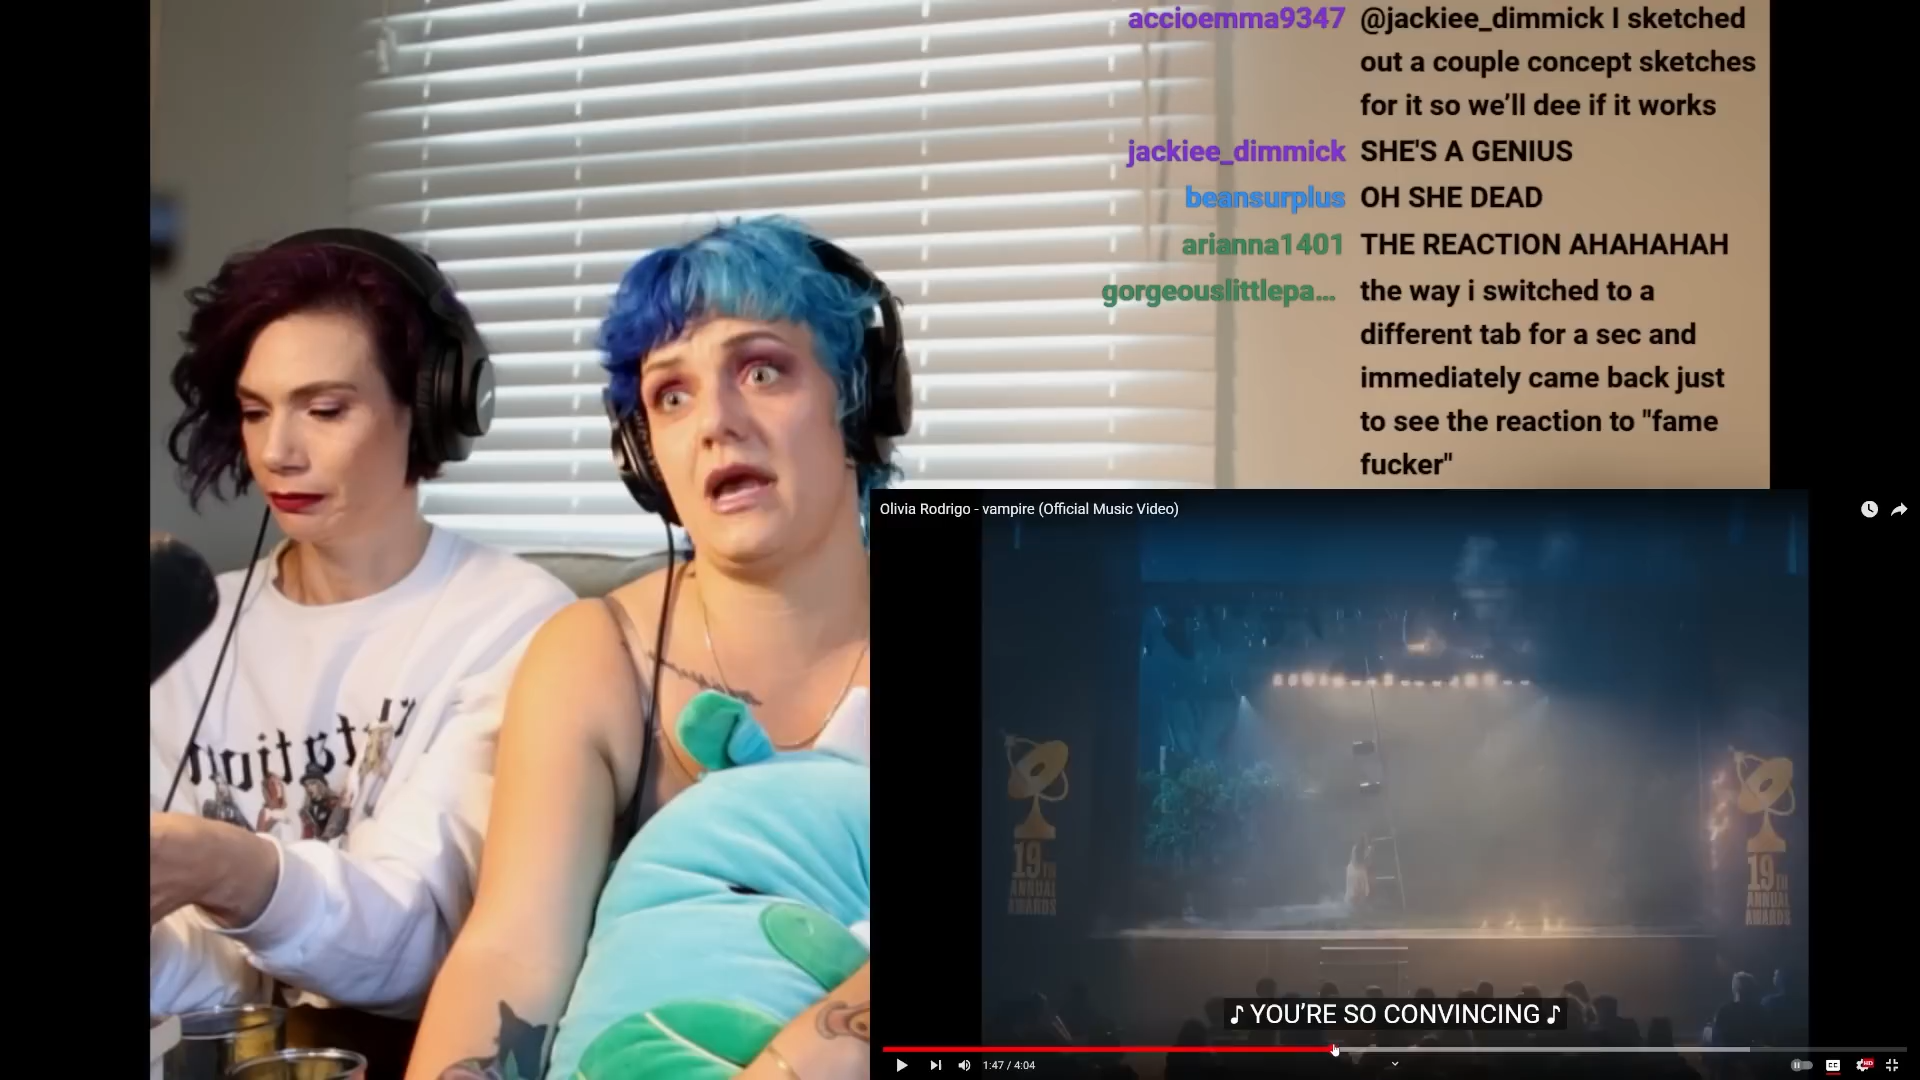 accioemma9347 @jackiee_dimmick I sketched
out a couple concept sketches
for it so we’ll dee if it works
jackiee_dimmick SHE'S A GENIUS
beansurplus OH SHE DEAD
arianna1401 THE REACTION AHAHAHAH
gorgeouslittlepa... the way i switched to a
different tab for a sec and
immediately came back just
to see the reaction to "fame
fucker"
Olivia Rodrigo - vampire (Official Music Video)
19TH
ANNUAL
AWARDS
19TH
ANNUAL
AWARDS
♪ YOU’RE SO CONVINCING ♪
1:47 / 4:04
CC
HD